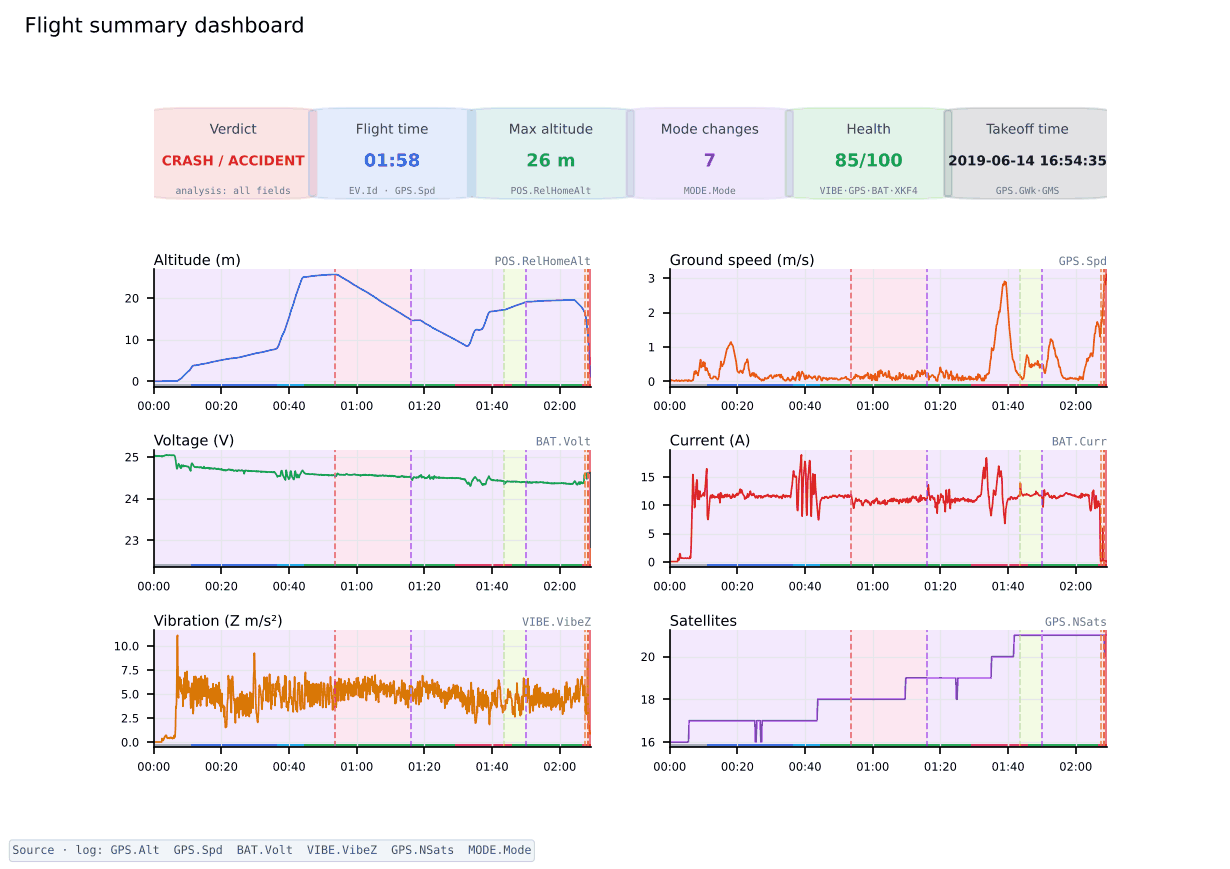 Flight summary dashboard
Verdict Flight time Max altitude Mode changes Health Takeoff time
CRASH / ACCIDENT 01:58 26 m 7 85/100 2019-06-14 16:54:35
analysis: all fields EV.Id · GPS.Spd POS.RelHomeAlt MODE.Mode VIBE·GPS·BAT·XKF4 GPS.GWk·GMS
Altitude (m) POS.RelHomeAlt
20
10
0
00:00 00:20 00:40 01:00 01:20 01:40 02:00
Ground speed (m/s) GPS.Spd
3
2
1
0
00:00 00:20 00:40 01:00 01:20 01:40 02:00
Voltage (V) BAT.Volt
25
24
23
00:00 00:20 00:40 01:00 01:20 01:40 02:00
Current (A) BAT.Curr
15
10
5
0
00:00 00:20 00:40 01:00 01:20 01:40 02:00
Vibration (Z m/s²) VIBE.VibeZ
10.0
7.5
5.0
2.5
0.0
00:00 00:20 00:40 01:00 01:20 01:40 02:00
Satellites GPS.NSats
20
18
16
00:00 00:20 00:40 01:00 01:20 01:40 02:00
Source · log: GPS.Alt GPS.Spd BAT.Volt VIBE.VibeZ GPS.NSats MODE.Mode